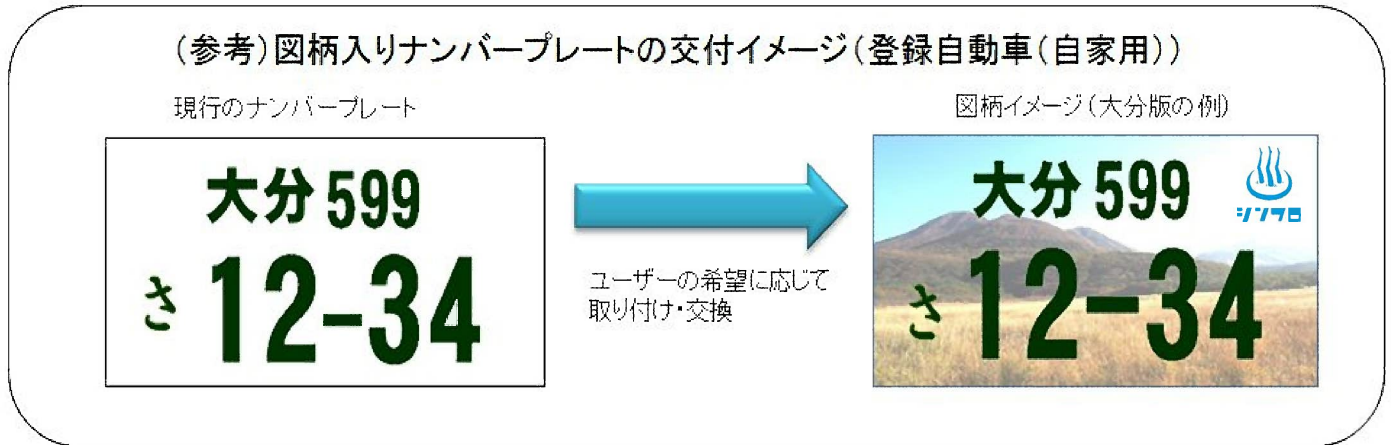 (参考)図柄入りナンバープレートの交付イメージ(登録自動車(自家用))
現行のナンバープレート
図柄イメージ(大分版の例)
大分 599
さ 12-34
ユーザーの希望に応じて
取り付け・交換
大分 599
シンフロ
さ 12-34